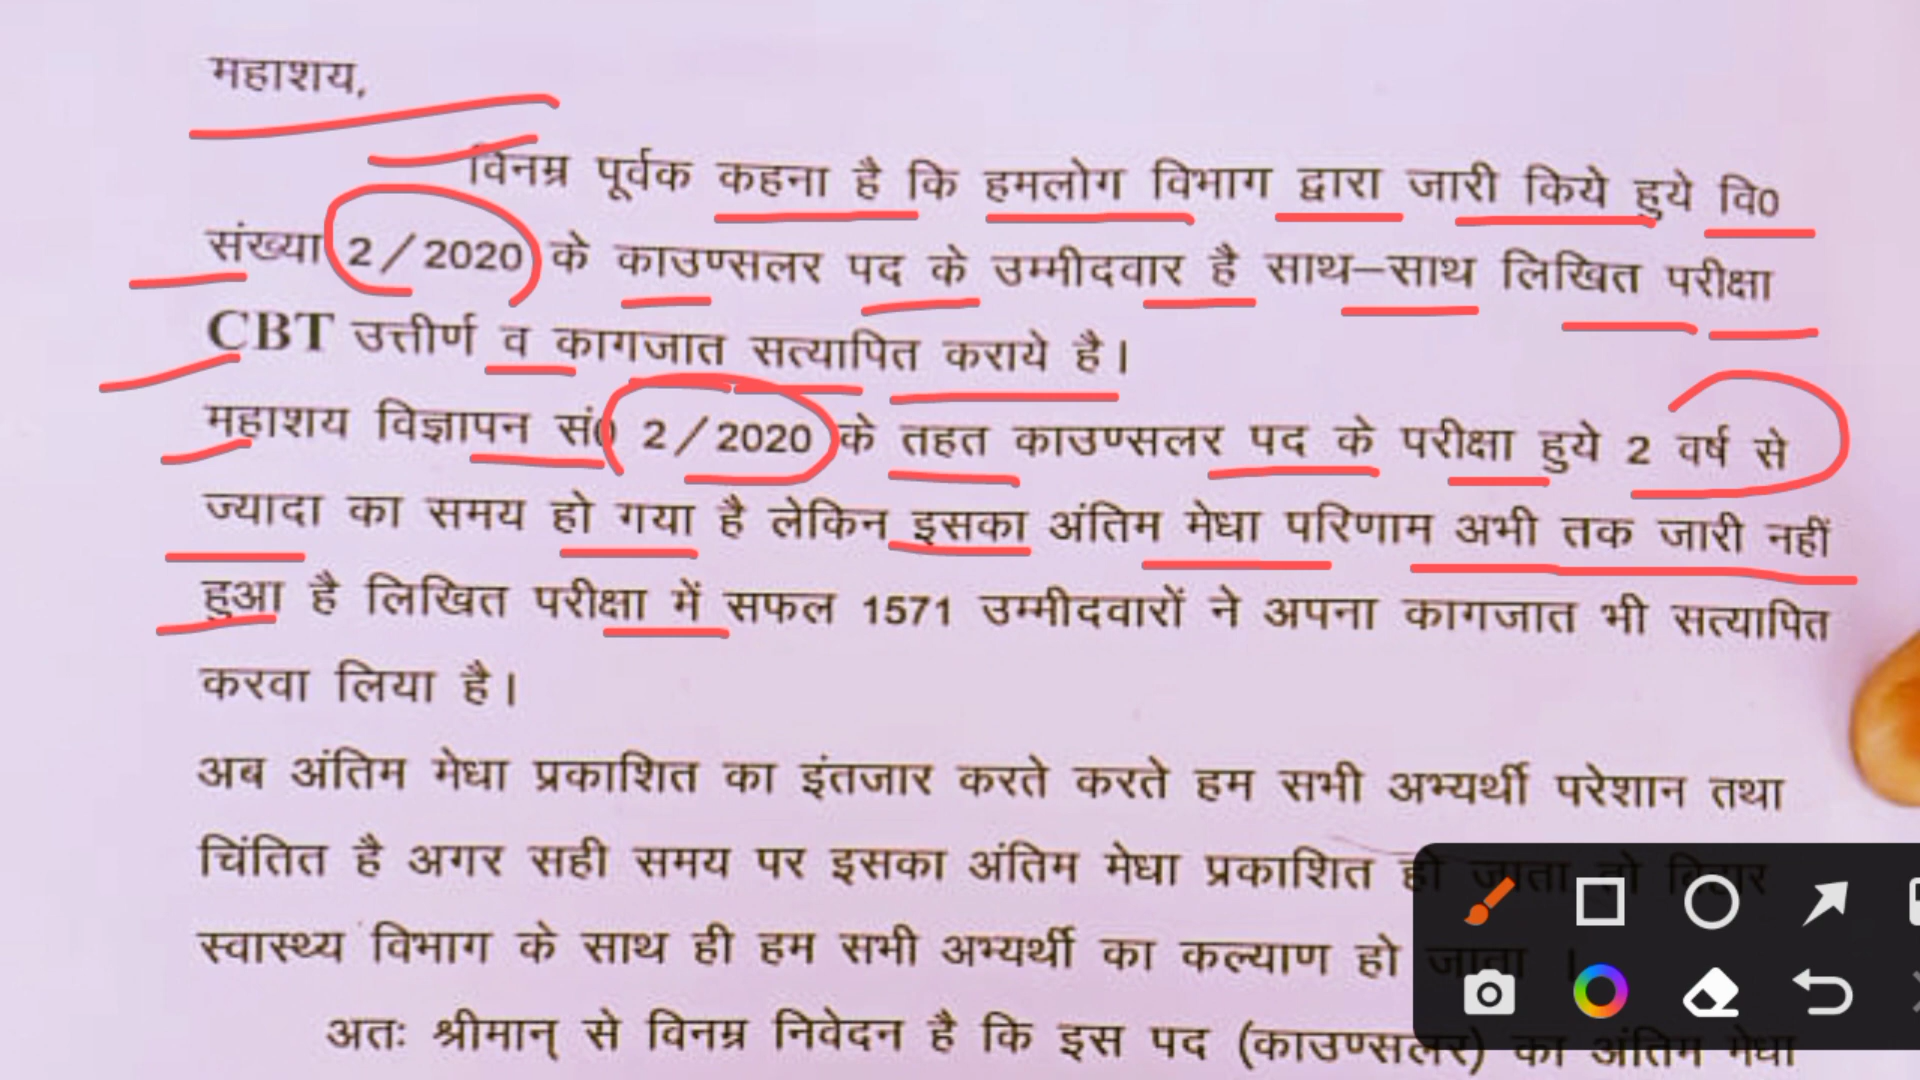 महाशय,
विनम्र पूर्वक कहना है कि हमलोग विभाग द्वारा जारी किये हुये वि0
संख्या 2/2020 के काउण्सलर पद के उम्मीदवार है साथ–साथ लिखित परीक्षा
CBT उत्तीर्ण व कागजात सत्यापित कराये है।
महाशय विज्ञापन सं0 2/2020 के तहत काउण्सलर पद के परीक्षा हुये 2 वर्ष से
ज्यादा का समय हो गया है लेकिन इसका अंतिम मेधा परिणाम अभी तक जारी नहीं
हुआ है लिखित परीक्षा में सफल 1571 उम्मीदवारों ने अपना कागजात भी सत्यापित
करवा लिया है।
अब अंतिम मेधा प्रकाशित का इंतजार करते करते हम सभी अभ्यर्थी परेशान तथा
चिंतित है अगर सही समय पर इसका अंतिम मेधा प्रकाशित हो जाता तो बिहार
स्वास्थ्य विभाग के साथ ही हम सभी अभ्यर्थी का कल्याण हो जाता ।
अतः श्रीमान् से विनम्र निवेदन है कि इस पद (काउण्सलर) का अंतिम मेधा